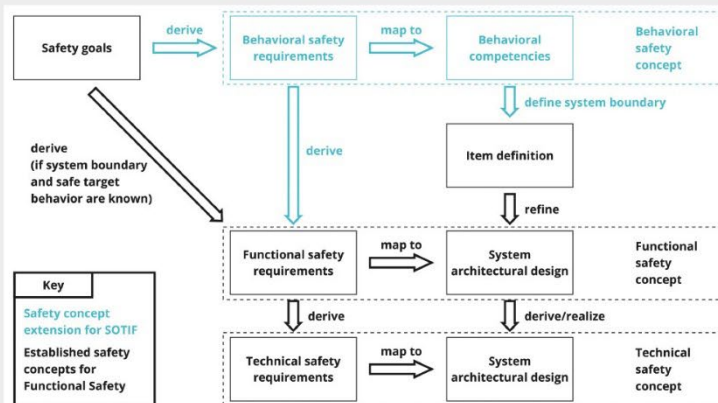 Safety goals
derive
Behavioral safety
requirements
map to
Behavioral
competencies
Behavioral
safety
concept
define system boundary
derive
(if system boundary
and safe target
behavior are known)
derive
Item definition
refine
Functional safety
requirements
map to
System
architectural design
Functional
safety
concept
Key
Safety concept
extension for SOTIF
Established safety
concepts for
Functional Safety
derive
derive/realize
Technical safety
requirements
map to
System
architectural design
Technical
safety
concept